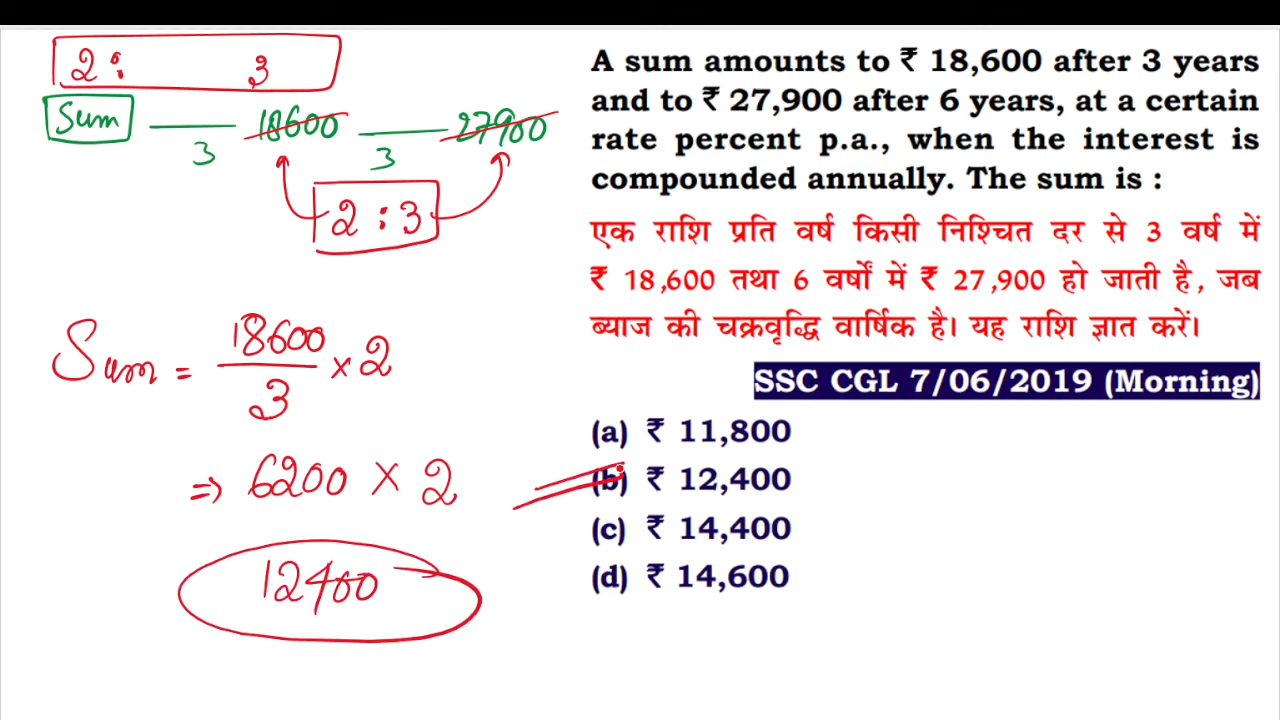 2 : 3
Sum 18600 27900
3 3
2 : 3
Sum = 18600/3 × 2
⇒ 6200 × 2
12400
A sum amounts to ₹ 18,600 after 3 years
and to ₹ 27,900 after 6 years, at a certain
rate percent p.a., when the interest is
compounded annually. The sum is :
एक राशि प्रति वर्ष किसी निश्चित दर से 3 वर्ष में
₹ 18,600 तथा 6 वर्षों में ₹ 27,900 हो जाती है, जब
ब्याज की चक्रवृद्धि वार्षिक है। यह राशि ज्ञात करें।
SSC CGL 7/06/2019 (Morning)
(a) ₹ 11,800
(b) ₹ 12,400
(c) ₹ 14,400
(d) ₹ 14,600